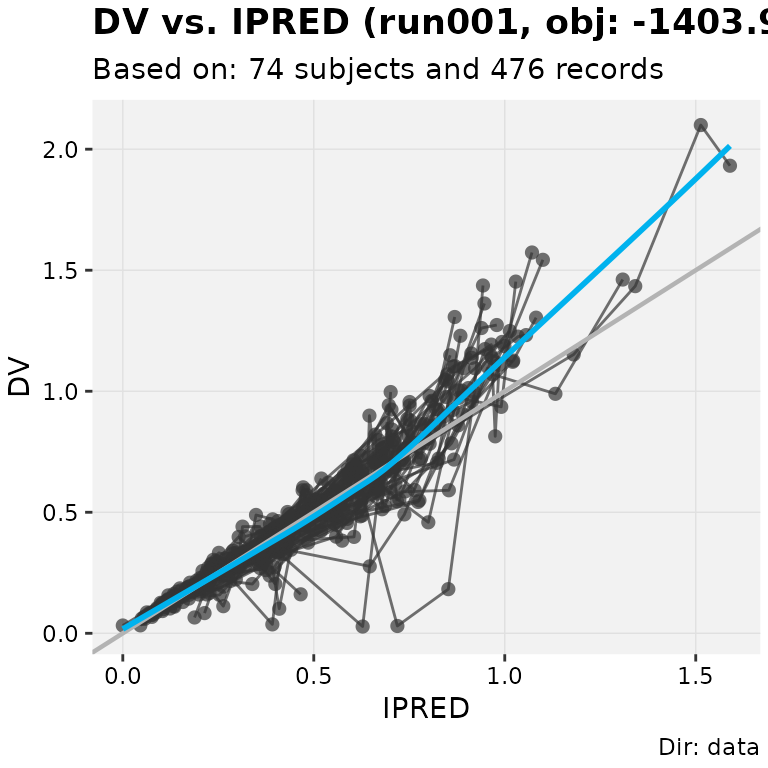 DV vs. IPRED (run001, obj: -1403.9
Based on: 74 subjects and 476 records
2.0
1.5
1.0
0.5
0.0
DV
0.0 0.5 1.0 1.5
IPRED
Dir: data